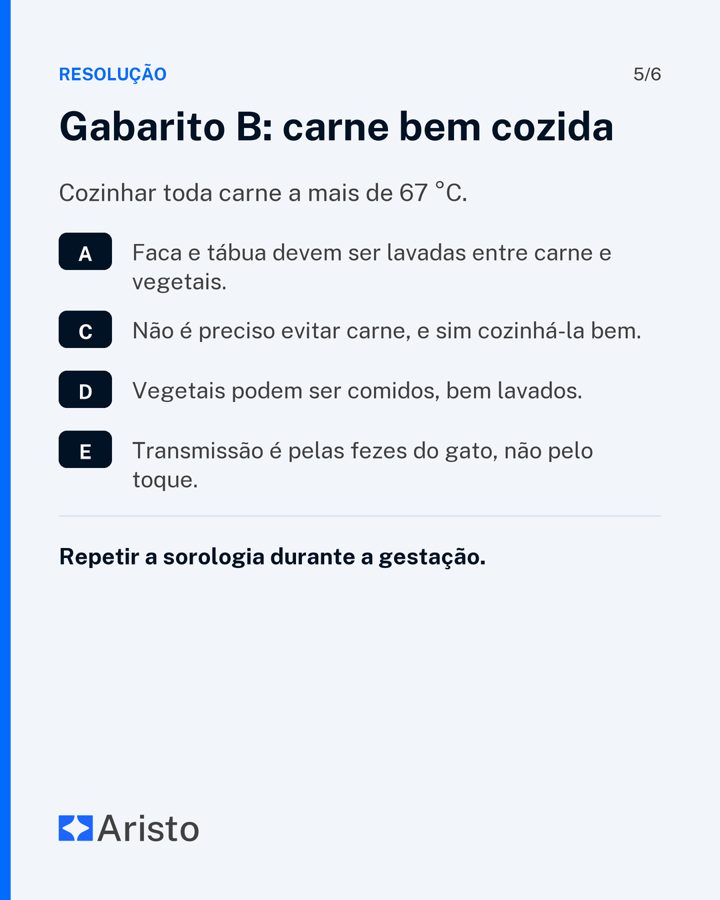 RESOLUÇÃO
5/6
Gabarito B: carne bem cozida
Cozinhar toda carne a mais de 67 °C.
A
Faca e tábua devem ser lavadas entre carne e
vegetais.
C
Não é preciso evitar carne, e sim cozinhá-la bem.
D
Vegetais podem ser comidos, bem lavados.
E
Transmissão é pelas fezes do gato, não pelo
toque.
Repetir a sorologia durante a gestação.
Aristo